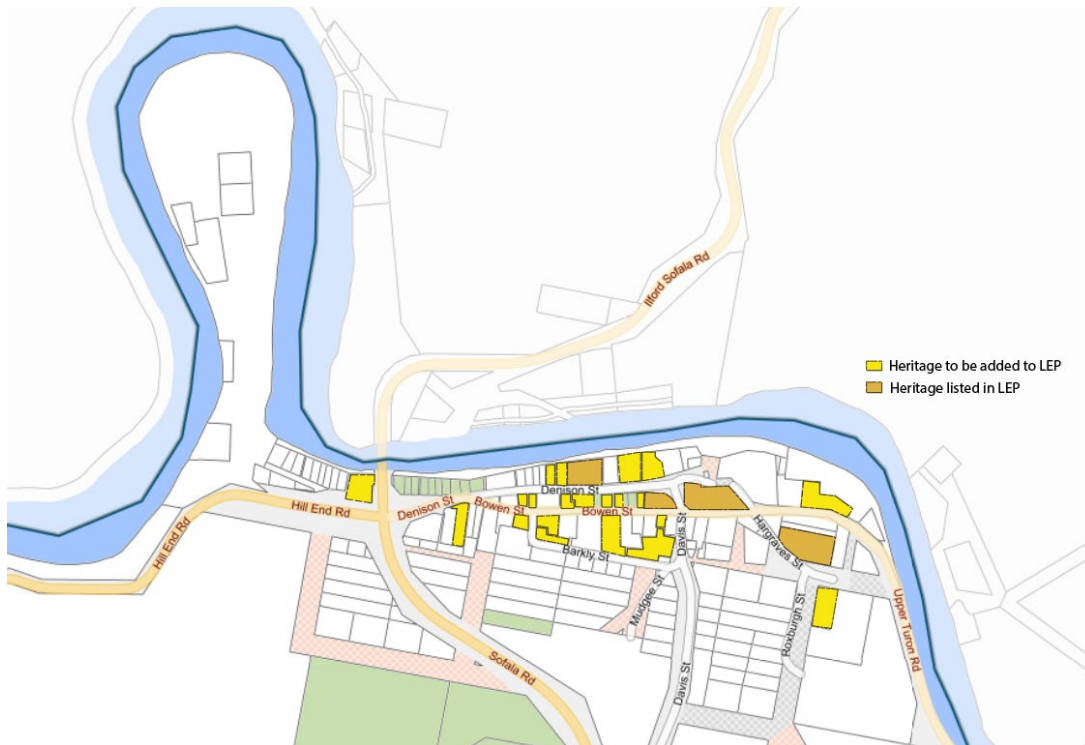 Ilford Sofala Rd
Heritage to be added to LEP
Heritage listed in LEP
Hill End Rd
Hill End Rd
Denison St
Bowen St
Denison St
Bowen St
Davis St
Hargraves St
Barkly St
Mudgee St
Roxburgh St
Upper Turon Rd
Sofala Rd
Davis St